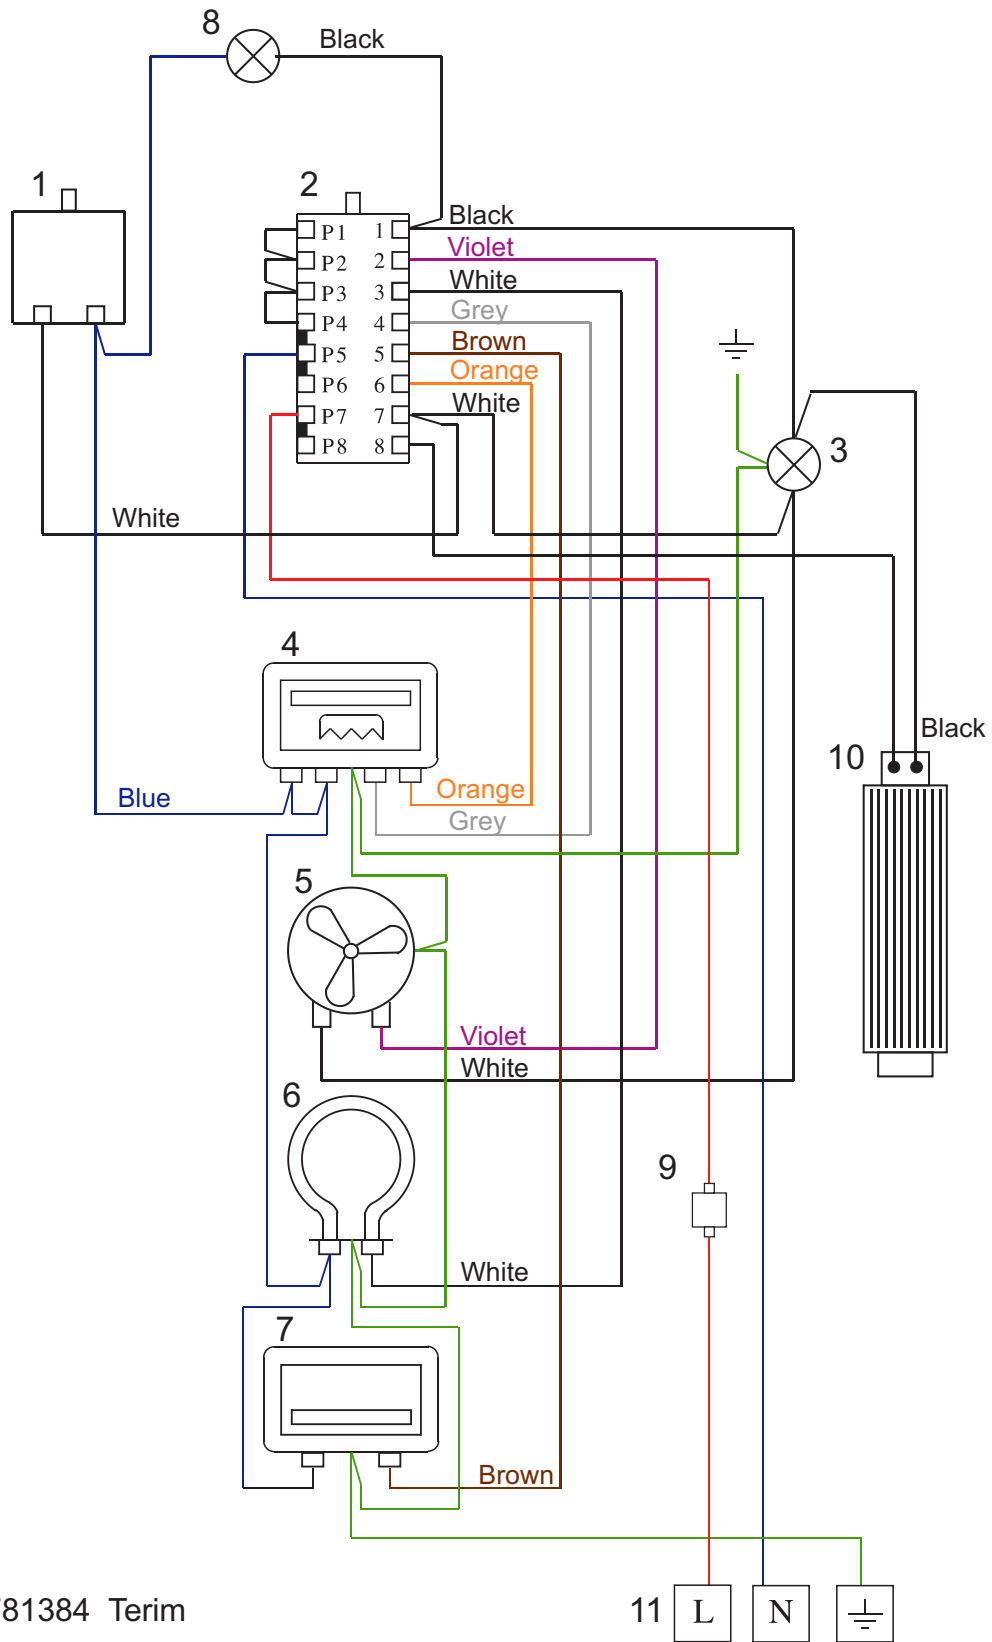 8
Black
1
2
P1 1 Black
P2 2 Violet
P3 3 White
P4 4 Grey
P5 5 Brown
P6 6 Orange
P7 7 White
P8 8
3
White
4
Black
10
Blue
Orange
Grey
5
Violet
White
6
9
White
7
Brown
781384 Terim
11 L N